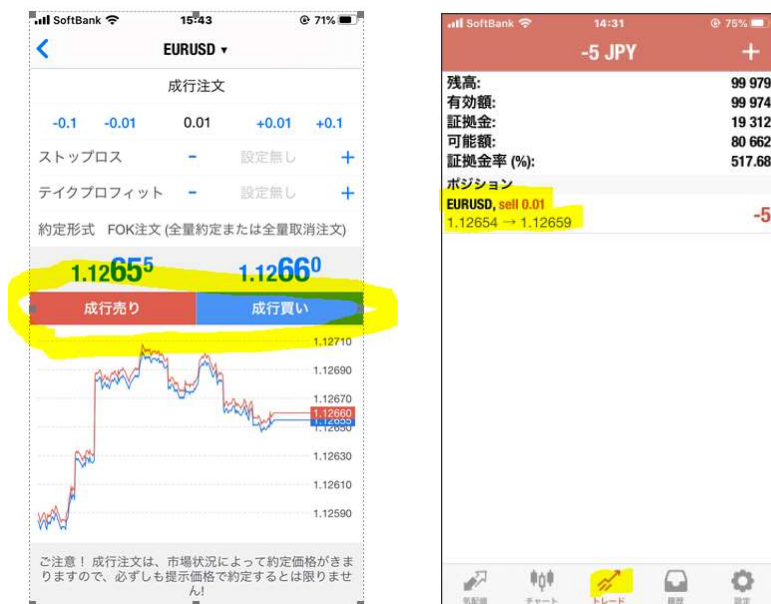 SoftBank 15:43 71%
EURUSD ▾
成行注文
-0.1 -0.01 0.01 +0.01 +0.1
ストップロス - 設定無し +
テイクプロフィット - 設定無し +
約定形式 FOK注文 (全量約定または全量取消注文)
1.12655 1.12660
成行売り 成行買い
1.12710
1.12690
1.12670
1.12660
1.12655
1.12650
1.12630
1.12610
1.12590
ご注意！ 成行注文は、市場状況によって約定価格がきま
りますので、必ずしも提示価格で約定するとは限りませ
ん!
SoftBank 14:31 75%
-5 JPY +
残高: 99 979
有効額: 99 974
証拠金: 19 312
可能額: 80 662
証拠金率 (%): 517.68
ポジション
EURUSD, sell 0.01
1.12654 → 1.12659 -5
気配値 チャート トレード 履歴 設定